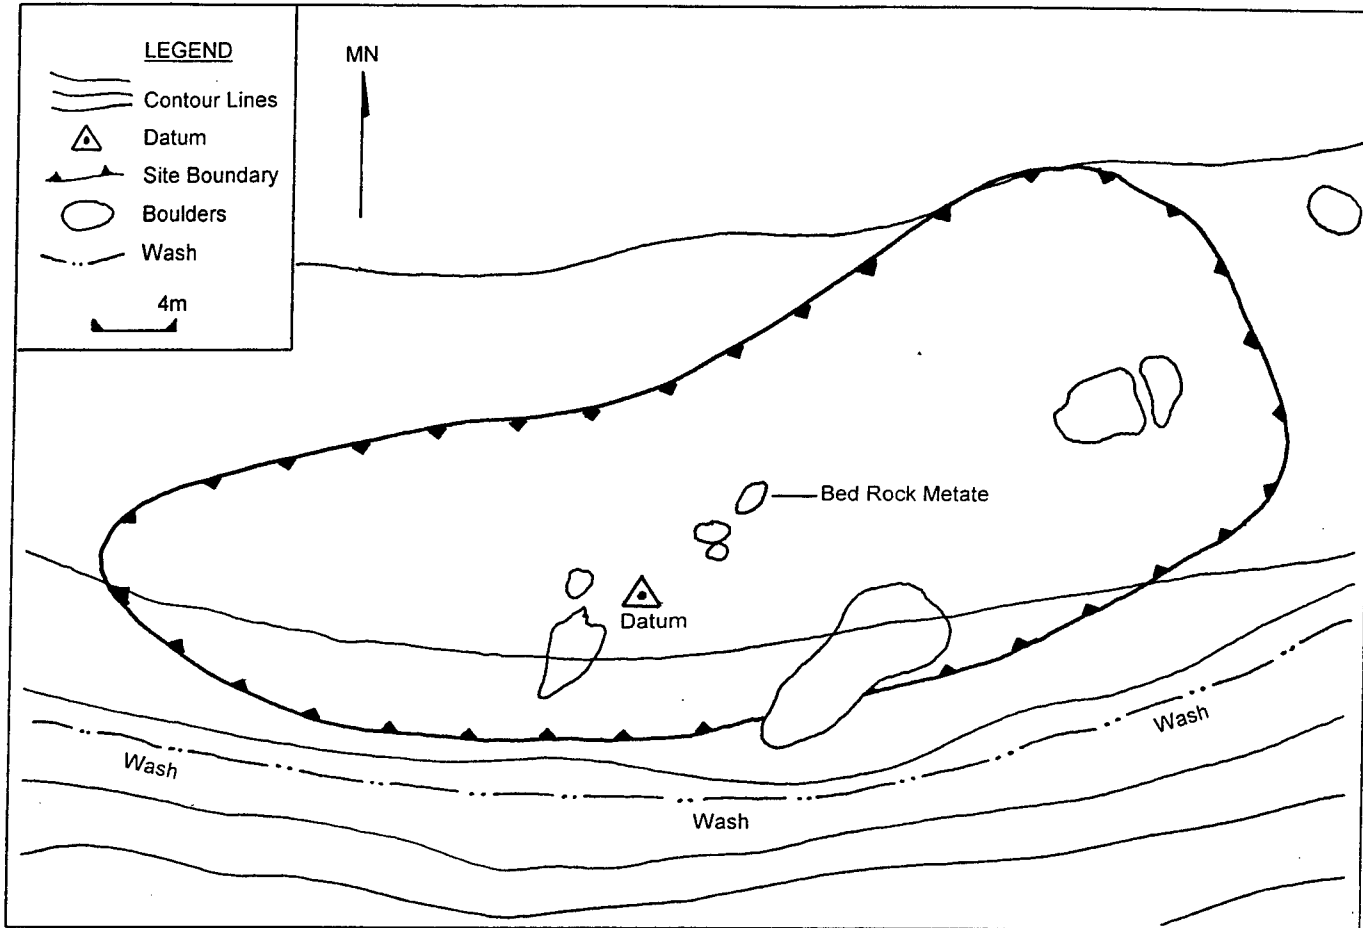 LEGEND
Contour Lines
Datum
Site Boundary
Boulders
Wash
4m
MN
Bed Rock Metate
Datum
Wash
Wash
Wash